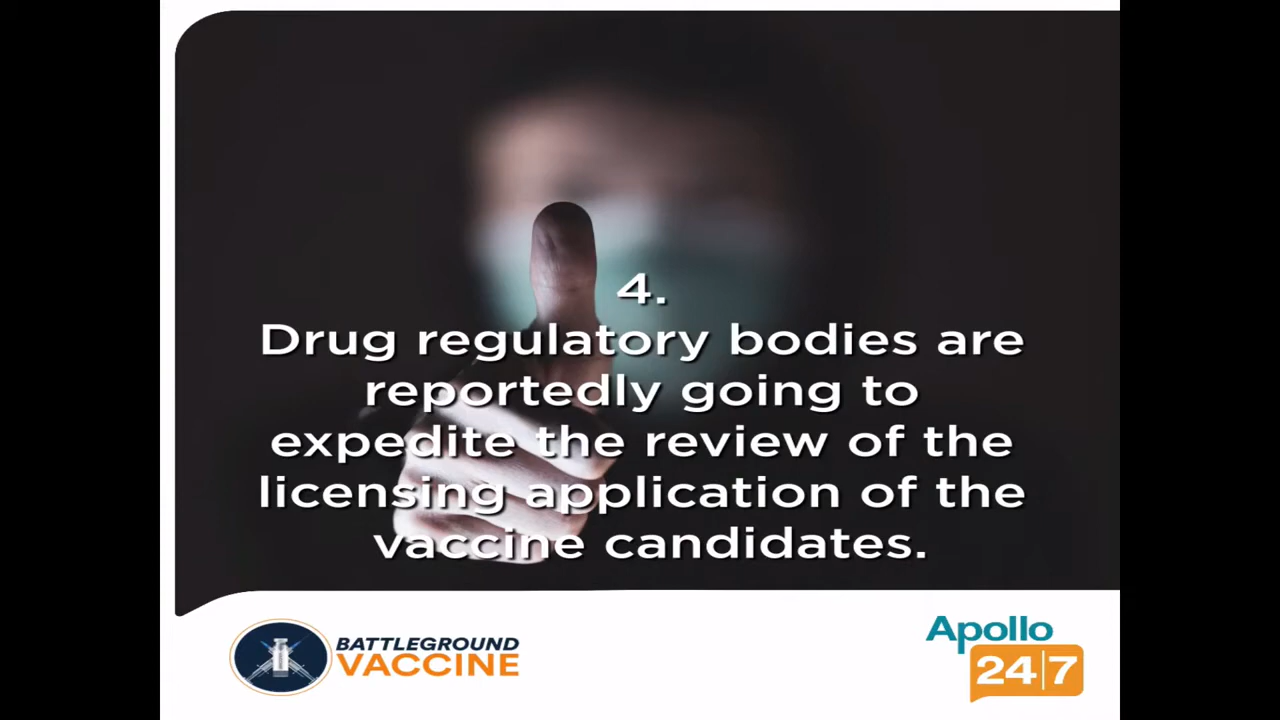 4.
Drug regulatory bodies are
reportedly going to
expedite the review of the
licensing application of the
vaccine candidates.
BATTLEGROUND
VACCINE
Apollo
24|7